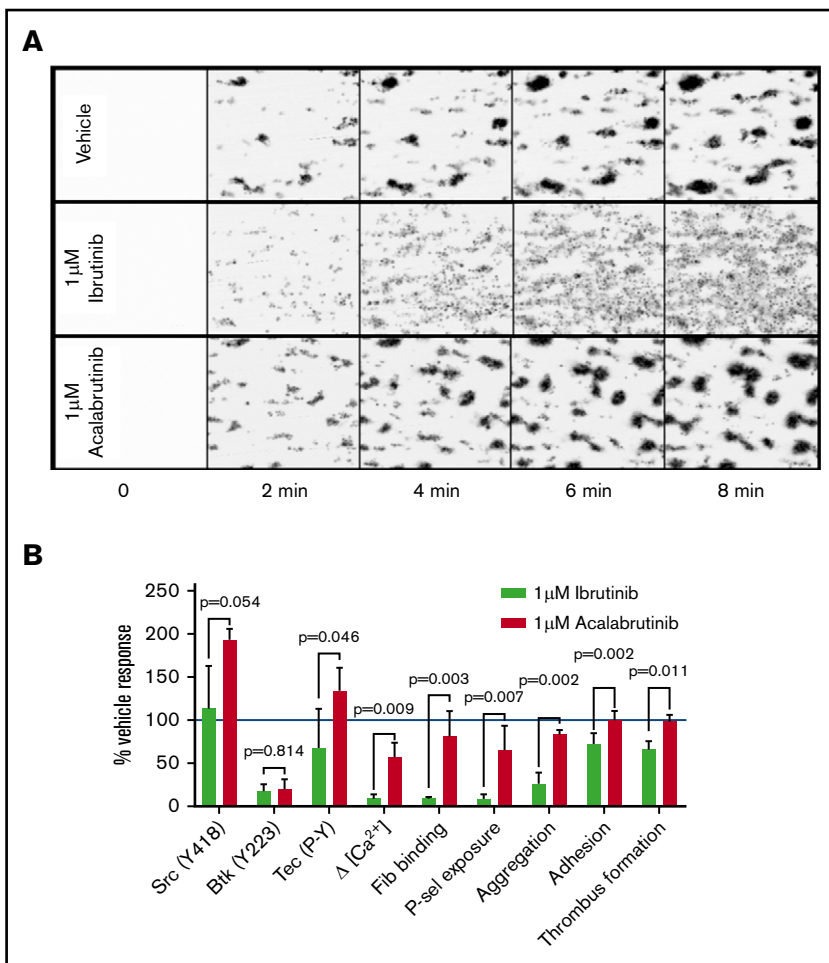 A
Vehicle
1μM
Ibrutinib
1μM
Acalabrutinib
0
2 min
4 min
6 min
8 min
B
% vehicle response
250
200
150
100
50
0
1μM Ibrutinib
1μM Acalabrutinib
p=0.054
p=0.814
p=0.046
p=0.009
p=0.003
p=0.007
p=0.002
p=0.002
p=0.011
Src (Y418)
Btk (Y223)
Tec (P-Y)
Δ [Ca²⁺]
Fib binding
P-sel exposure
Aggregation
Adhesion
Thrombus formation